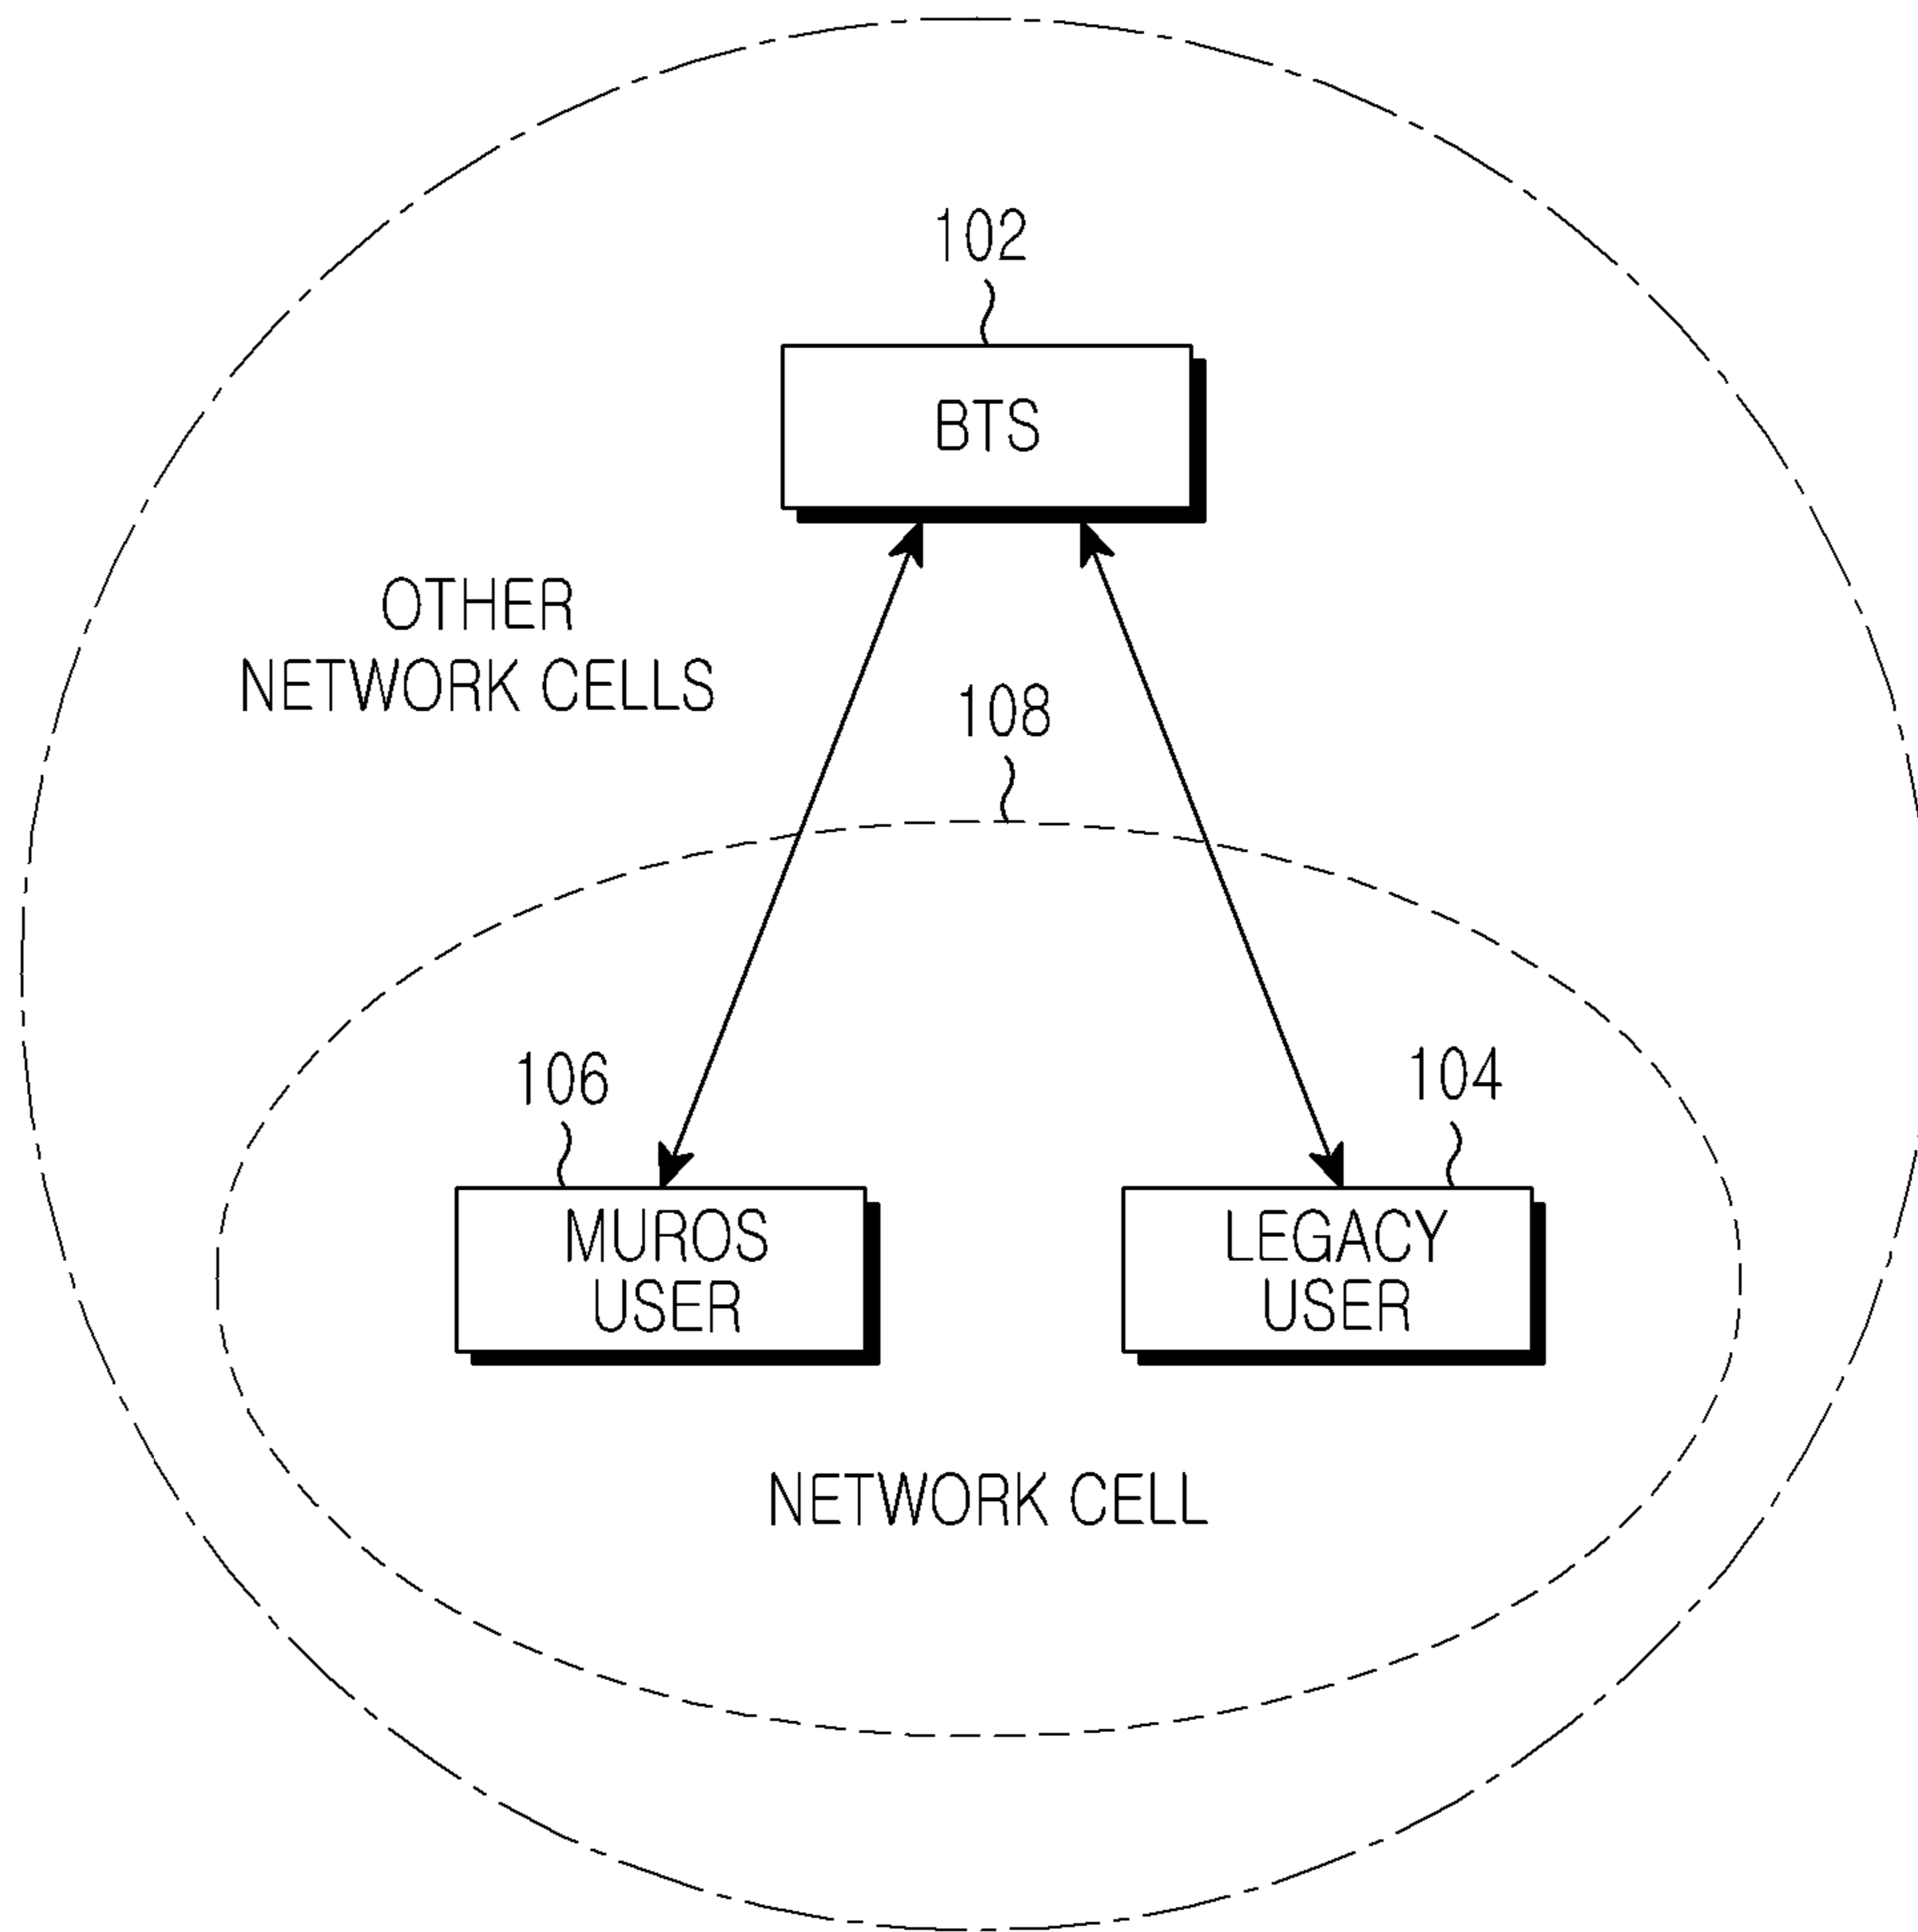 102
BTS
OTHER
NETWORK CELLS
108
106
104
MUROS
USER
LEGACY
USER
NETWORK CELL